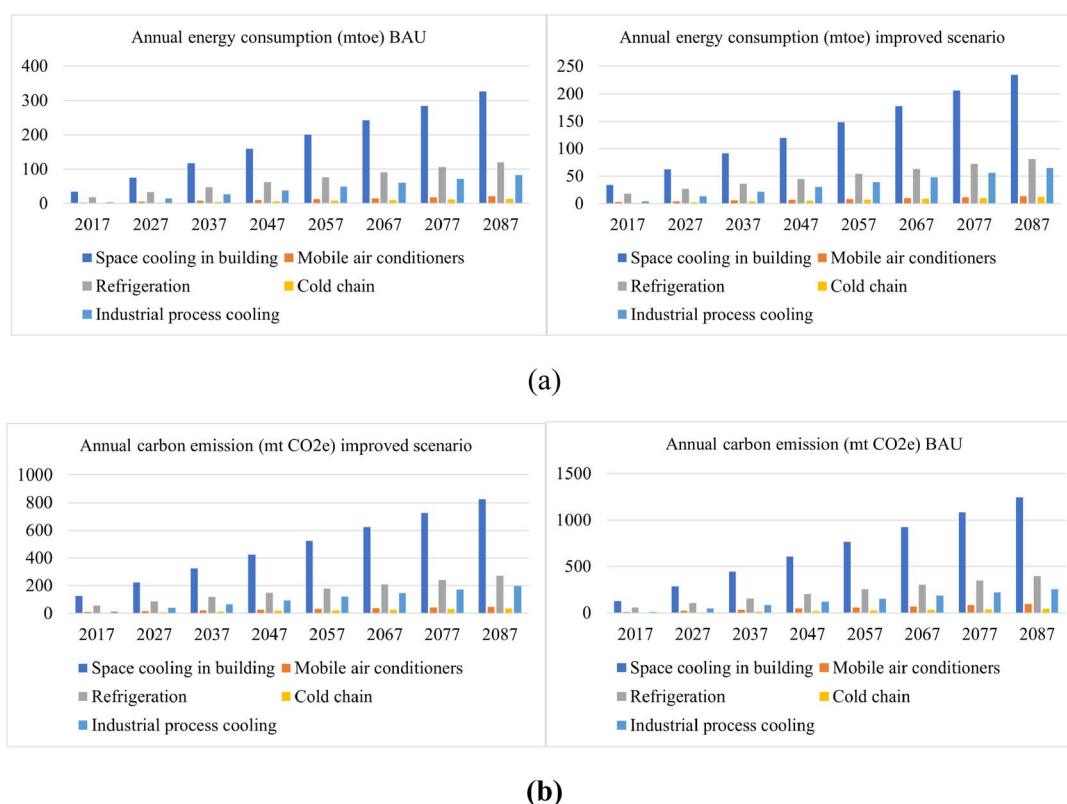 Annual energy consumption (mtoe) BAU
400
300
200
100
0
2017 2027 2037 2047 2057 2067 2077 2087
Space cooling in building Mobile air conditioners
Refrigeration Cold chain
Industrial process cooling
Annual energy consumption (mtoe) improved scenario
250
200
150
100
50
0
2017 2027 2037 2047 2057 2067 2077 2087
Space cooling in building Mobile air conditioners
Refrigeration Cold chain
Industrial process cooling
(a)
Annual carbon emission (mt CO2e) improved scenario
1000
800
600
400
200
0
2017 2027 2037 2047 2057 2067 2077 2087
Space cooling in building Mobile air conditioners
Refrigeration Cold chain
Industrial process cooling
Annual carbon emission (mt CO2e) BAU
1500
1000
500
0
2017 2027 2037 2047 2057 2067 2077 2087
Space cooling in building Mobile air conditioners
Refrigeration Cold chain
Industrial process cooling
(b)